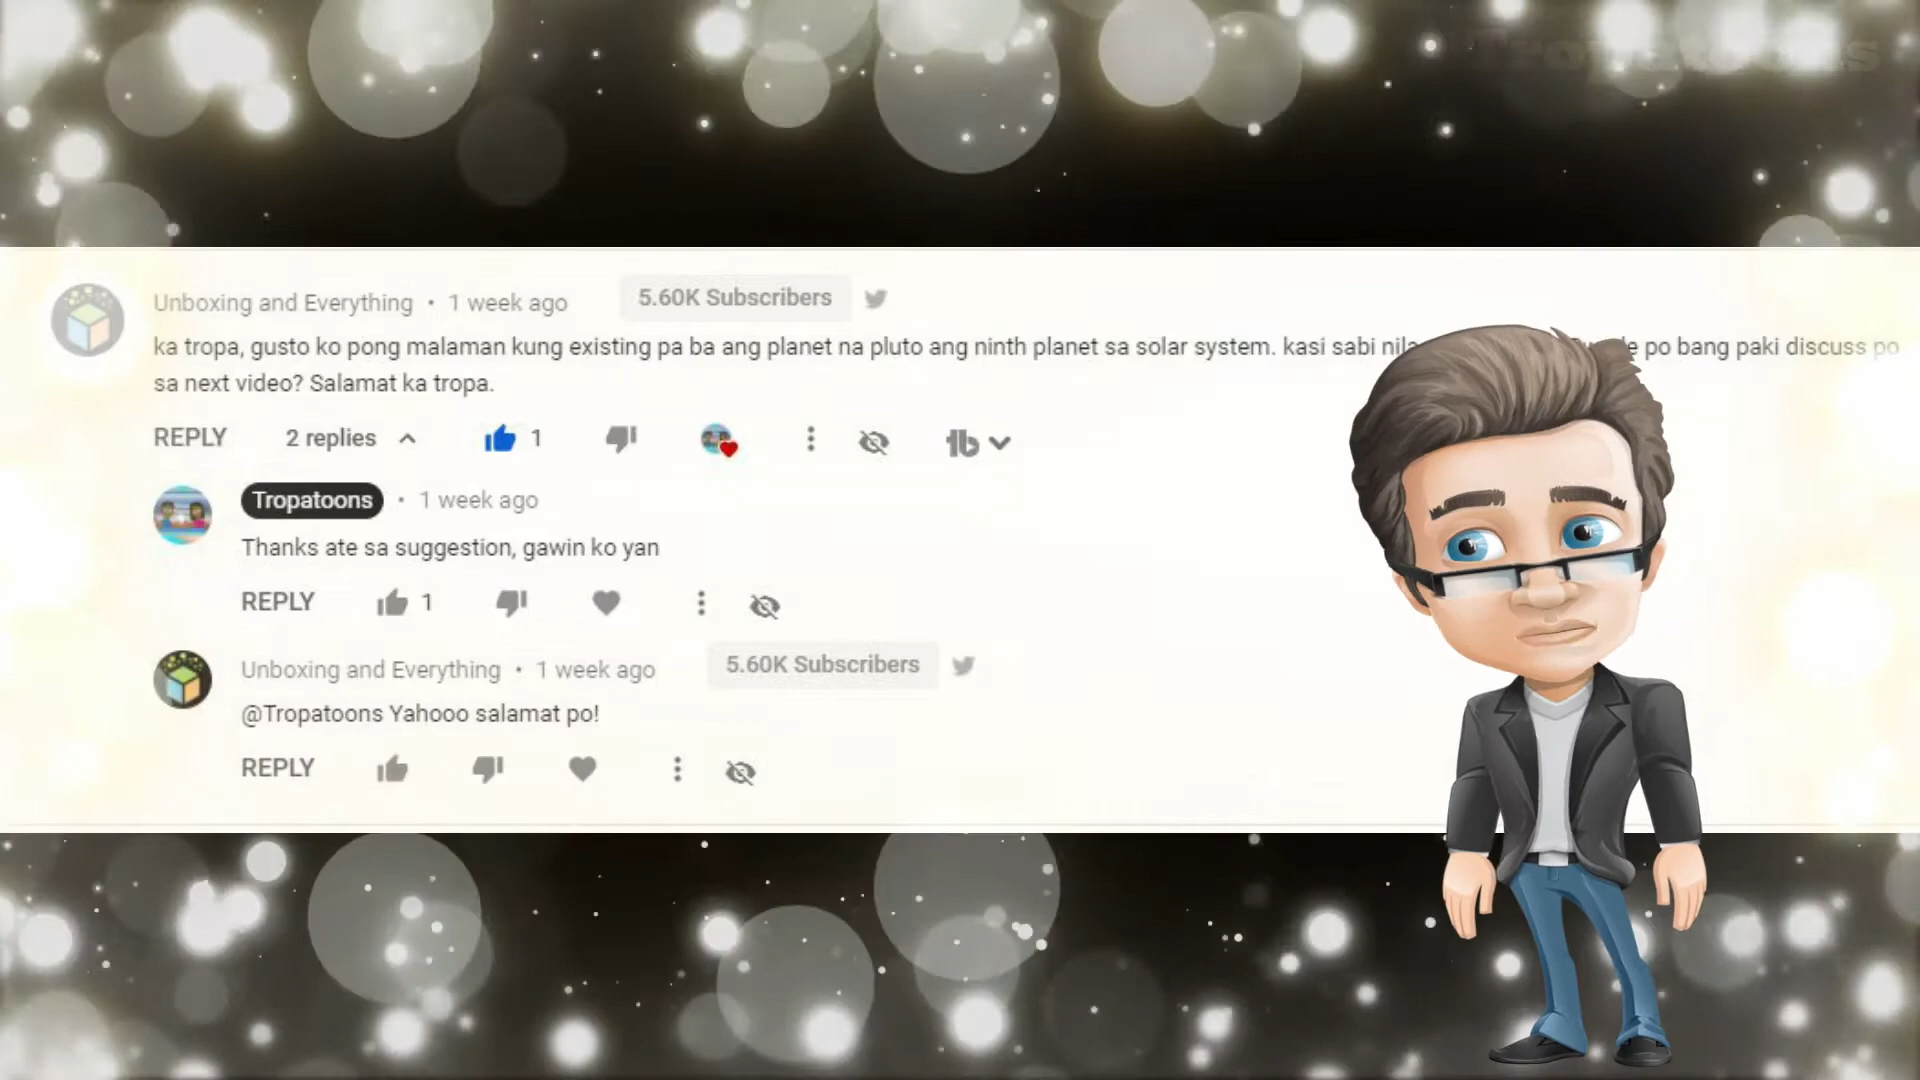 Tropatoons
Unboxing and Everything • 1 week ago 5.60K Subscribers
ka tropa, gusto ko pong malaman kung existing pa ba ang planet na pluto ang ninth planet sa solar system. kasi sabi po bang paki discuss po
sa next video? Salamat ka tropa.
REPLY 2 replies 1
Tropatoons • 1 week ago
Thanks ate sa suggestion, gawin ko yan
REPLY 1
Unboxing and Everything • 1 week ago 5.60K Subscribers
@Tropatoons Yahooo salamat po!
REPLY